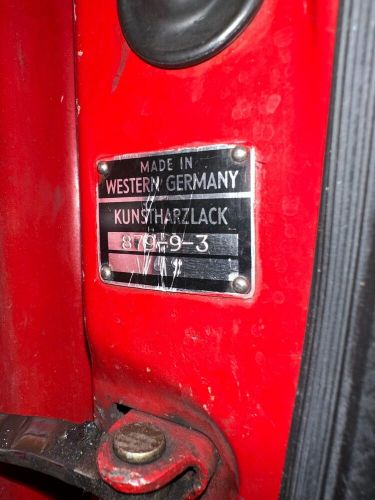 MADE IN
WESTERN GERMANY
KUNSTHARZLACK
879-9-3